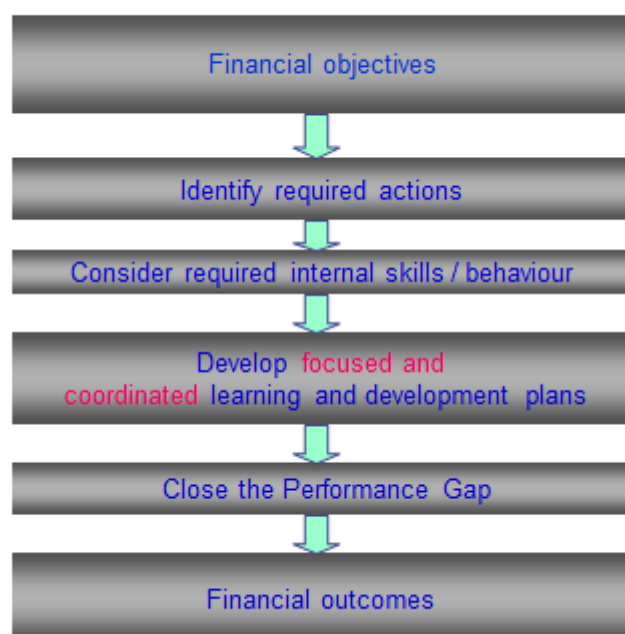 Financial objectives
Identify required actions
Consider required internal skills / behaviour
Develop focused and
coordinated learning and development plans
Close the Performance Gap
Financial outcomes